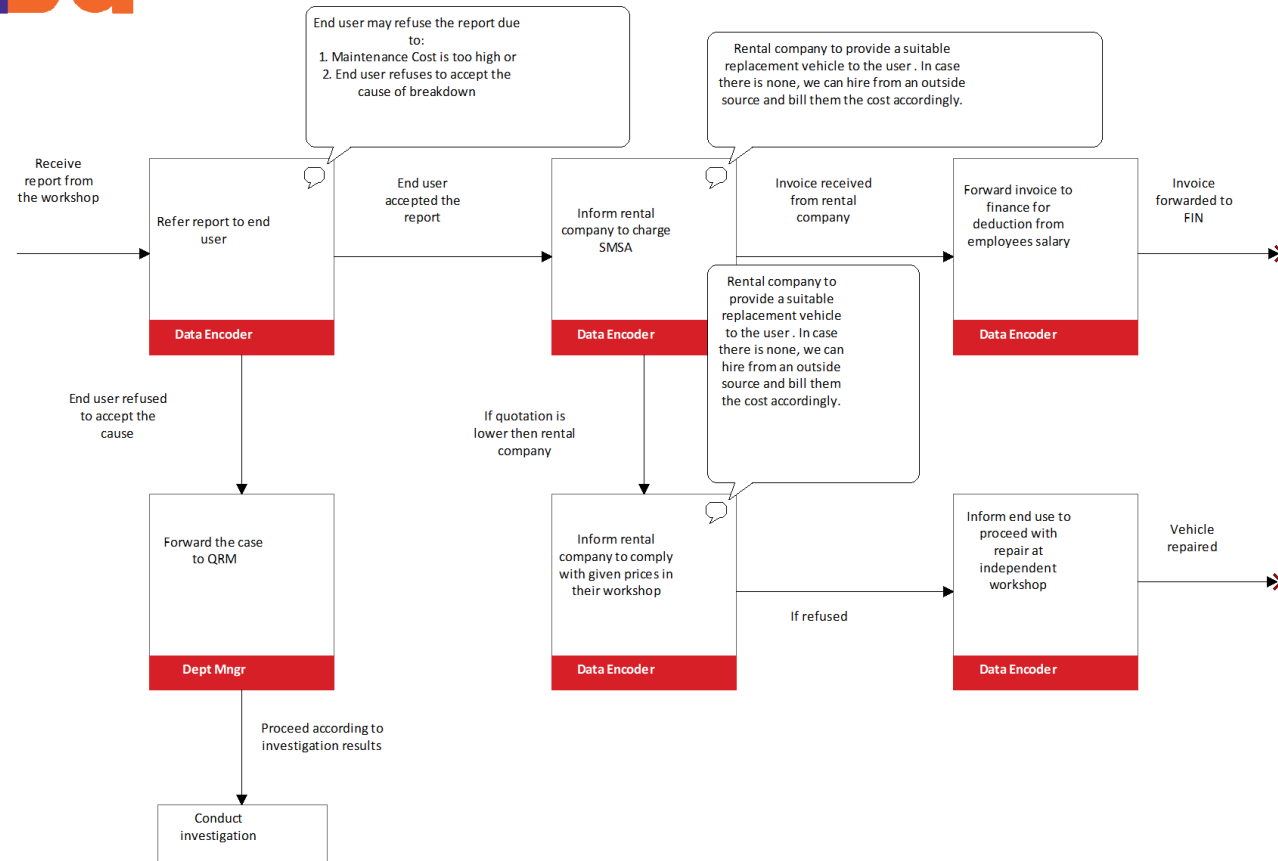 End user may refuse the report due
to:
1. Maintenance Cost is too high or
2. End user refuses to accept the
cause of breakdown
Rental company to provide a suitable
replacement vehicle to the user . In case
there is none, we can hire from an outside
source and bill them the cost accordingly.
Receive
report from
the workshop
Refer report to end
user
Data Encoder
End user
accepted the
report
Inform rental
company to charge
SMSA
Data Encoder
Invoice received
from rental
company
Forward invoice to
finance for
deduction from
employees salary
Data Encoder
Invoice
forwarded to
FIN
Rental company to
provide a suitable
replacement vehicle
to the user . In case
there is none, we can
hire from an outside
source and bill them
the cost accordingly.
End user refused
to accept the
cause
If quotation is
lower then rental
company
Forward the case
to QRM
Dept Mngr
Inform rental
company to comply
with given prices in
their workshop
Data Encoder
If refused
Inform end use to
proceed with
repair at
independent
workshop
Data Encoder
Vehicle
repaired
Proceed according to
investigation results
Conduct
investigation